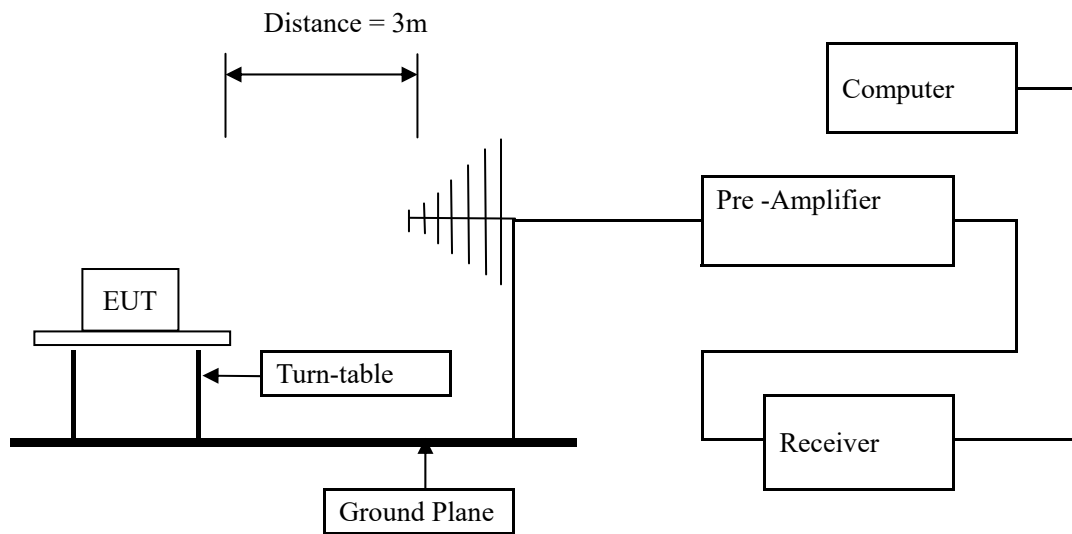 Distance = 3m
Computer
Pre -Amplifier
EUT
Turn-table
Receiver
Ground Plane